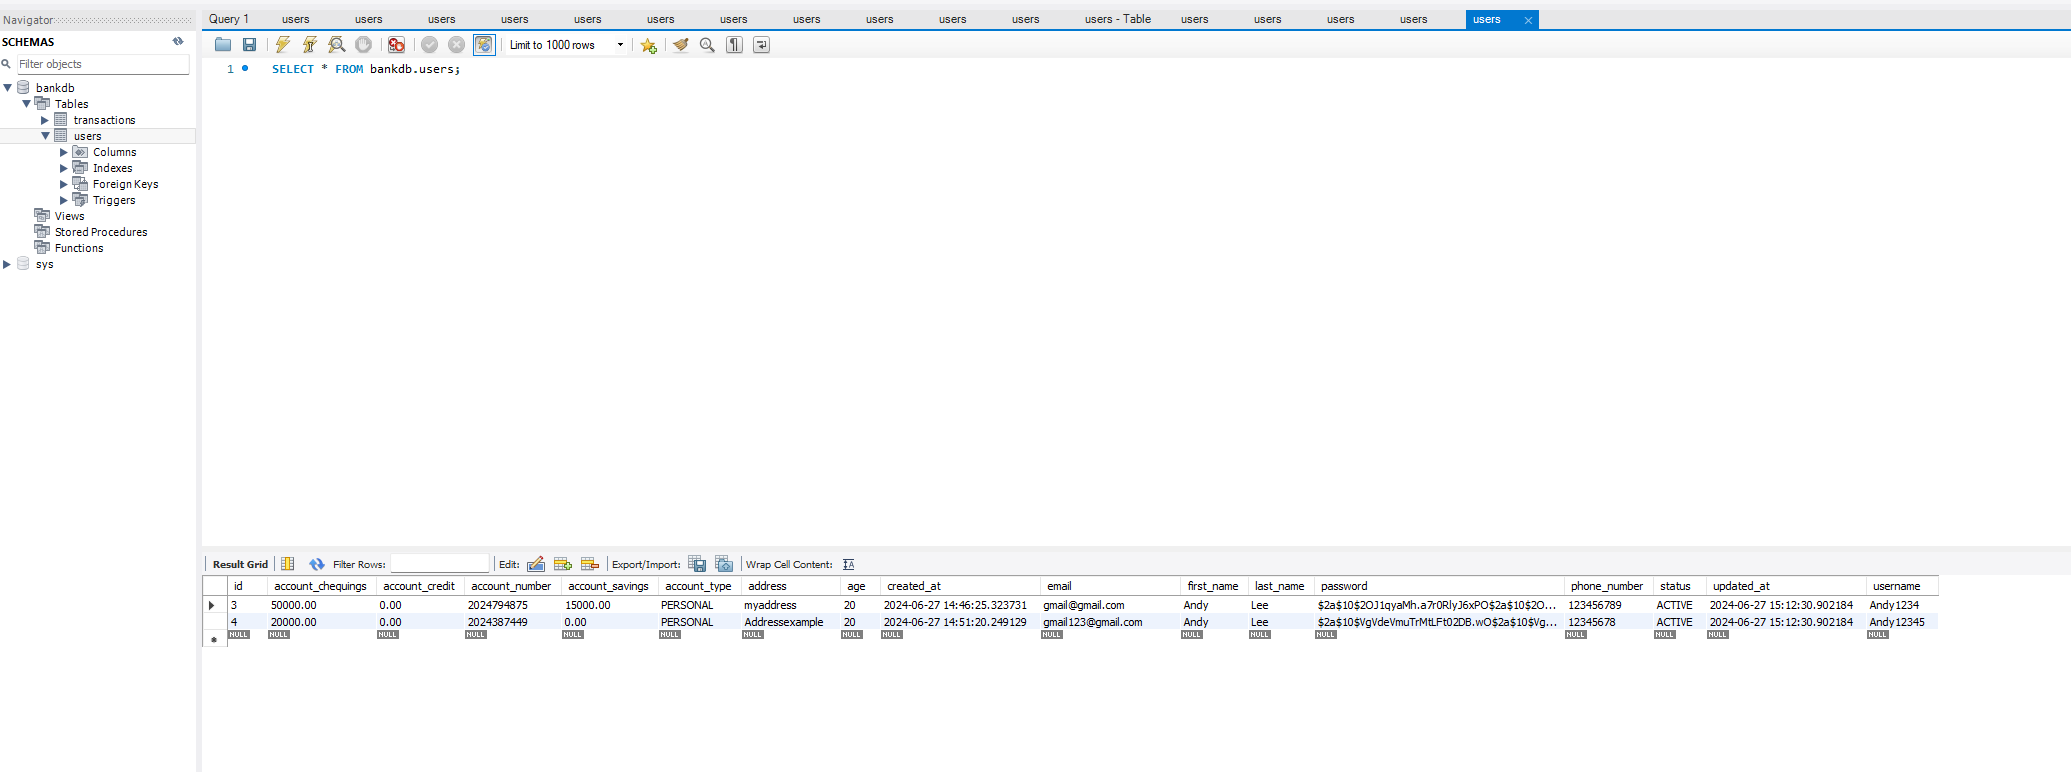 Navigator
Query 1 users users users users users users users users users users users users - Table users users users users users
SCHEMAS
Filter objects
bankdb
Tables
transactions
users
Columns
Indexes
Foreign Keys
Triggers
Views
Stored Procedures
Functions
sys
Limit to 1000 rows
1 SELECT * FROM bankdb.users;
Result Grid Filter Rows: Edit: Export/Import: Wrap Cell Content:
id account_chequings account_credit account_number account_savings account_type address age created_at email first_name last_name password phone_number status updated_at username
3 50000.00 0.00 2024794875 15000.00 PERSONAL myaddress 20 2024-06-27 14:46:25.323731 gmail@gmail.com Andy Lee $2a$10$2OJ1qyaMh.a7r0RlyJ6xPO$2a$10$2O... 123456789 ACTIVE 2024-06-27 15:12:30.902184 Andy1234
4 20000.00 0.00 2024387449 0.00 PERSONAL Addressexample 20 2024-06-27 14:51:20.249129 gmail123@gmail.com Andy Lee $2a$10$VgVdeVmuTrMtLFt02DB.wO$2a$10$Vg... 12345678 ACTIVE 2024-06-27 15:12:30.902184 Andy12345
NULL NULL NULL NULL NULL NULL NULL NULL NULL NULL NULL NULL NULL NULL NULL NULL NULL